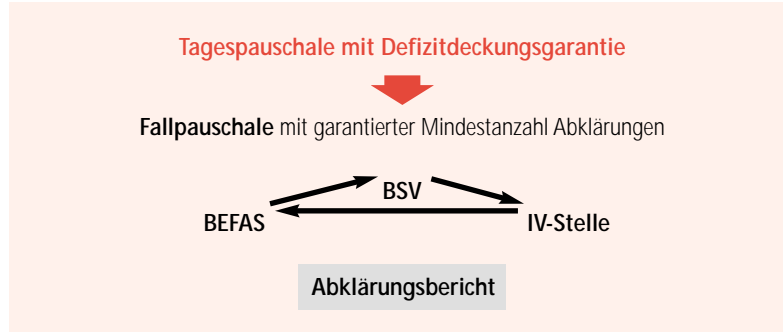 Tagespauschale mit Defizitdeckungsgarantie
Fallpauschale mit garantierter Mindestanzahl Abklärungen
BSV
BEFAS
IV-Stelle
Abklärungsbericht